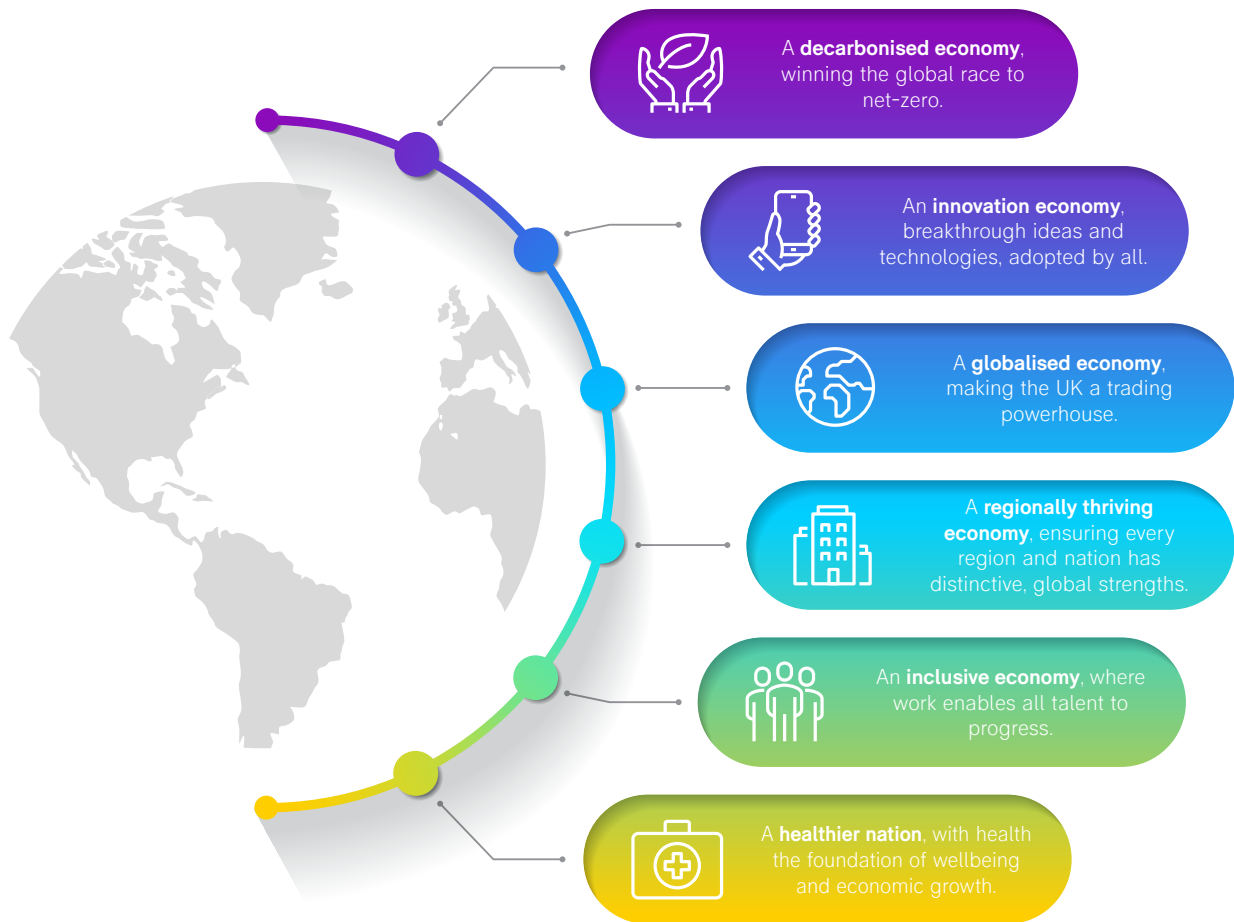 A decarbonised economy,
winning the global race to
net-zero.
An innovation economy,
breakthrough ideas and
technologies, adopted by all.
A globalised economy,
making the UK a trading
powerhouse.
A regionally thriving
economy, ensuring every
region and nation has
distinctive, global strengths.
An inclusive economy, where
work enables all talent to
progress.
A healthier nation, with health
the foundation of wellbeing
and economic growth.